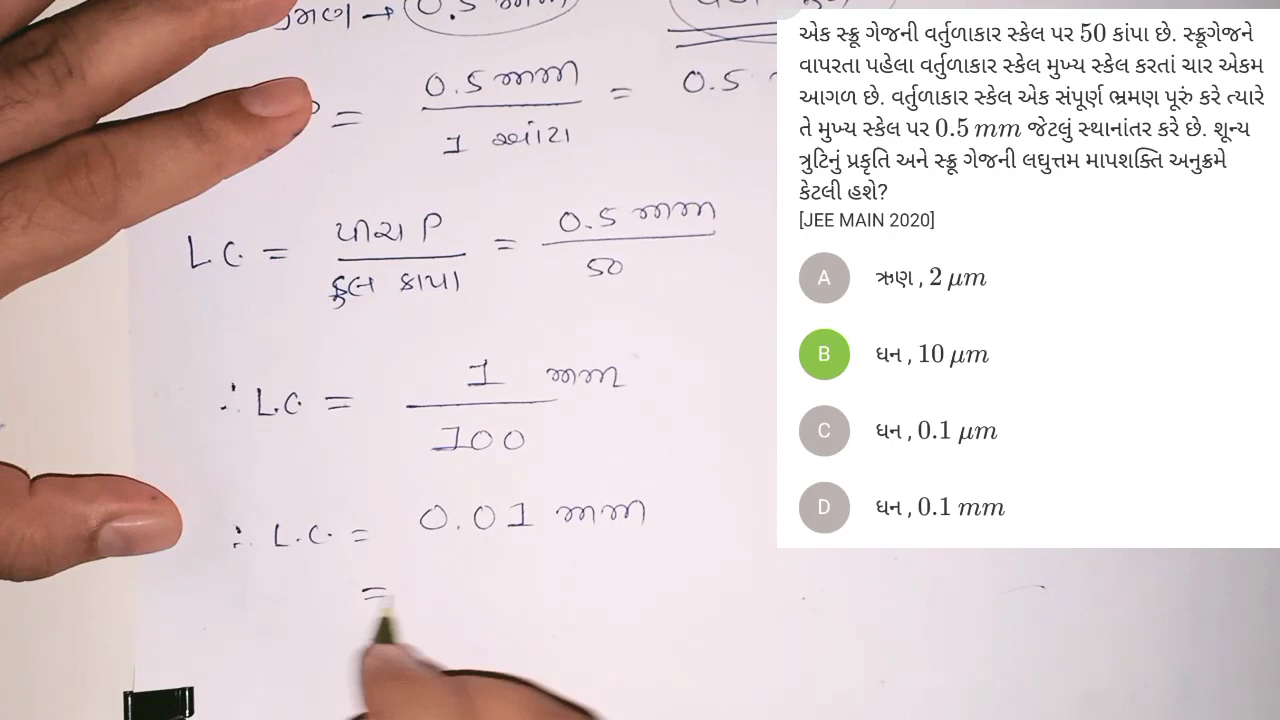 0.5
0.5 મમ / 1 આંટા = 0.5
P =
LC = પીચ P / કુલ કાપા = 0.5 મમ / 50
∴ L.C = 1 / 100 મમ
∴ L.C. = 0.01 મમ
=
એક સ્ક્રૂ ગેજની વર્તુળાકાર સ્કેલ પર 50 કાંપા છે. સ્ક્રૂગેજને
વાપરતા પહેલા વર્તુળાકાર સ્કેલ મુખ્ય સ્કેલ કરતાં ચાર એકમ
આગળ છે. વર્તુળાકાર સ્કેલ એક સંપૂર્ણ ભ્રમણ પૂરું કરે ત્યારે
તે મુખ્ય સ્કેલ પર 0.5 mm જેટલું સ્થાનાંતર કરે છે. શૂન્ય
ત્રુટિનું પ્રકૃતિ અને સ્ક્રૂ ગેજની લઘુત્તમ માપશક્તિ અનુક્રમે
કેટલી હશે?
[JEE MAIN 2020]
A ઋણ , 2 μm
B ધન , 10 μm
C ધન , 0.1 μm
D ધન , 0.1 mm